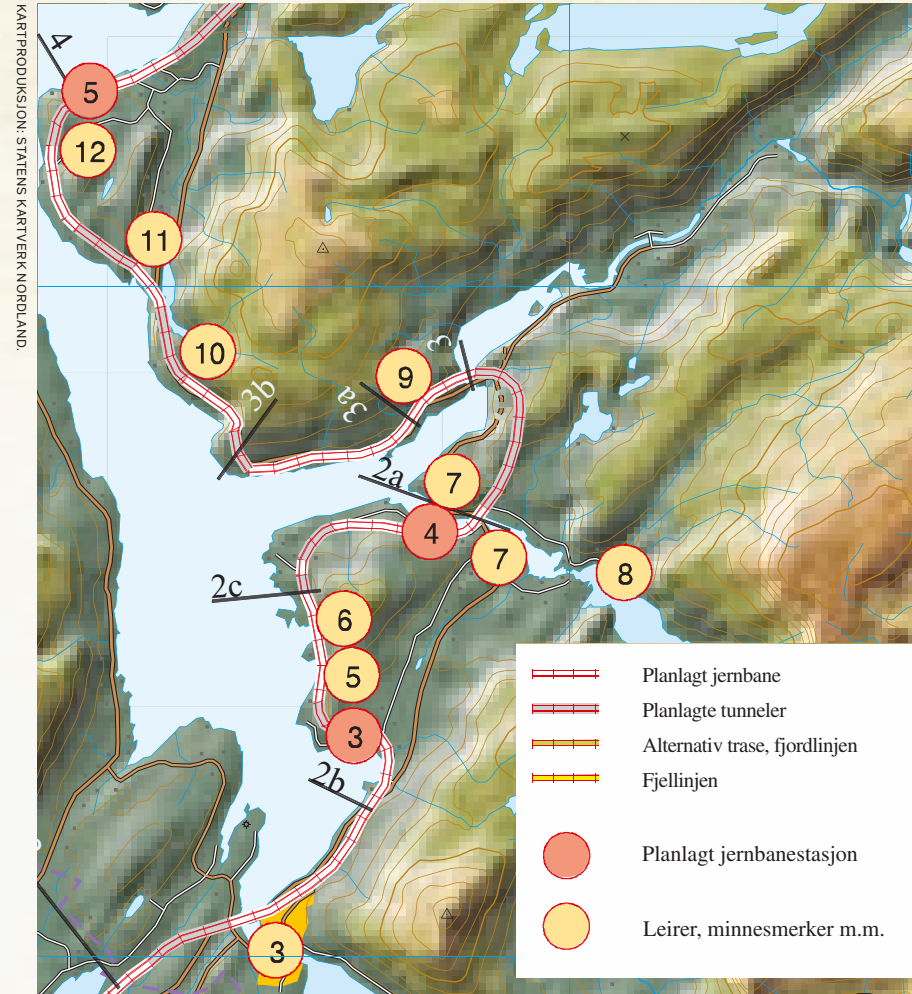 KARTPRODUKSJON: STATENS KARTVERK NORDLAND.
4
5
12
11
10
3b
3a
9
3
2a
7
4
7
8
2c
6
5
3
2b
3
Planlagt jernbane
Planlagte tunneler
Alternativ trase, fjordlinjen
Fjellinjen
Planlagt jernbanestasjon
Leirer, minnesmerker m.m.